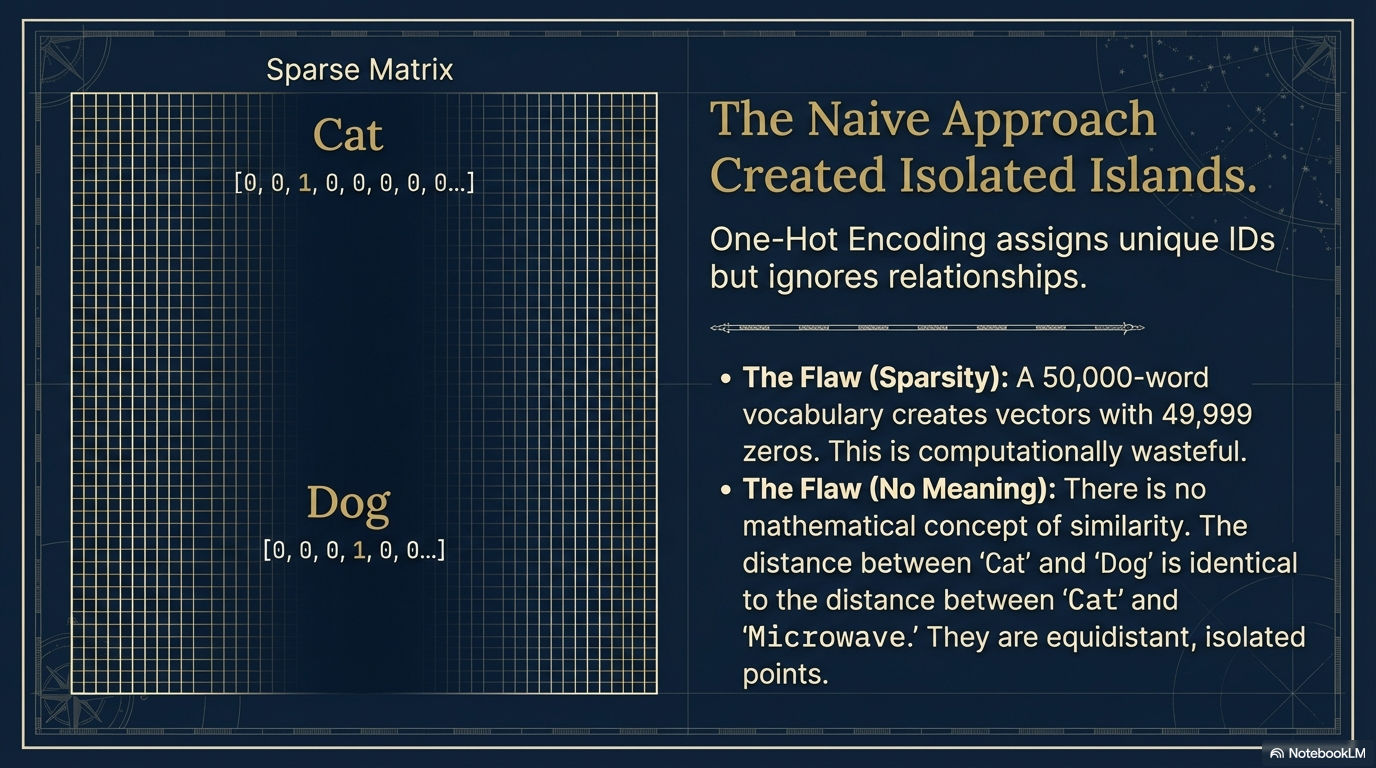 Sparse Matrix
Cat
[0, 0, 1, 0, 0, 0, 0, 0...]
Dog
[0, 0, 0, 1, 0, 0...]
The Naive Approach
Created Isolated Islands.
One-Hot Encoding assigns unique IDs
but ignores relationships.
• The Flaw (Sparsity): A 50,000-word
vocabulary creates vectors with 49,999
zeros. This is computationally wasteful.
• The Flaw (No Meaning): There is no
mathematical concept of similarity. The
distance between ‘Cat’ and ‘Dog’ is identical
to the distance between ‘Cat’ and
‘Microwave.’ They are equidistant, isolated
points.
NotebookLM